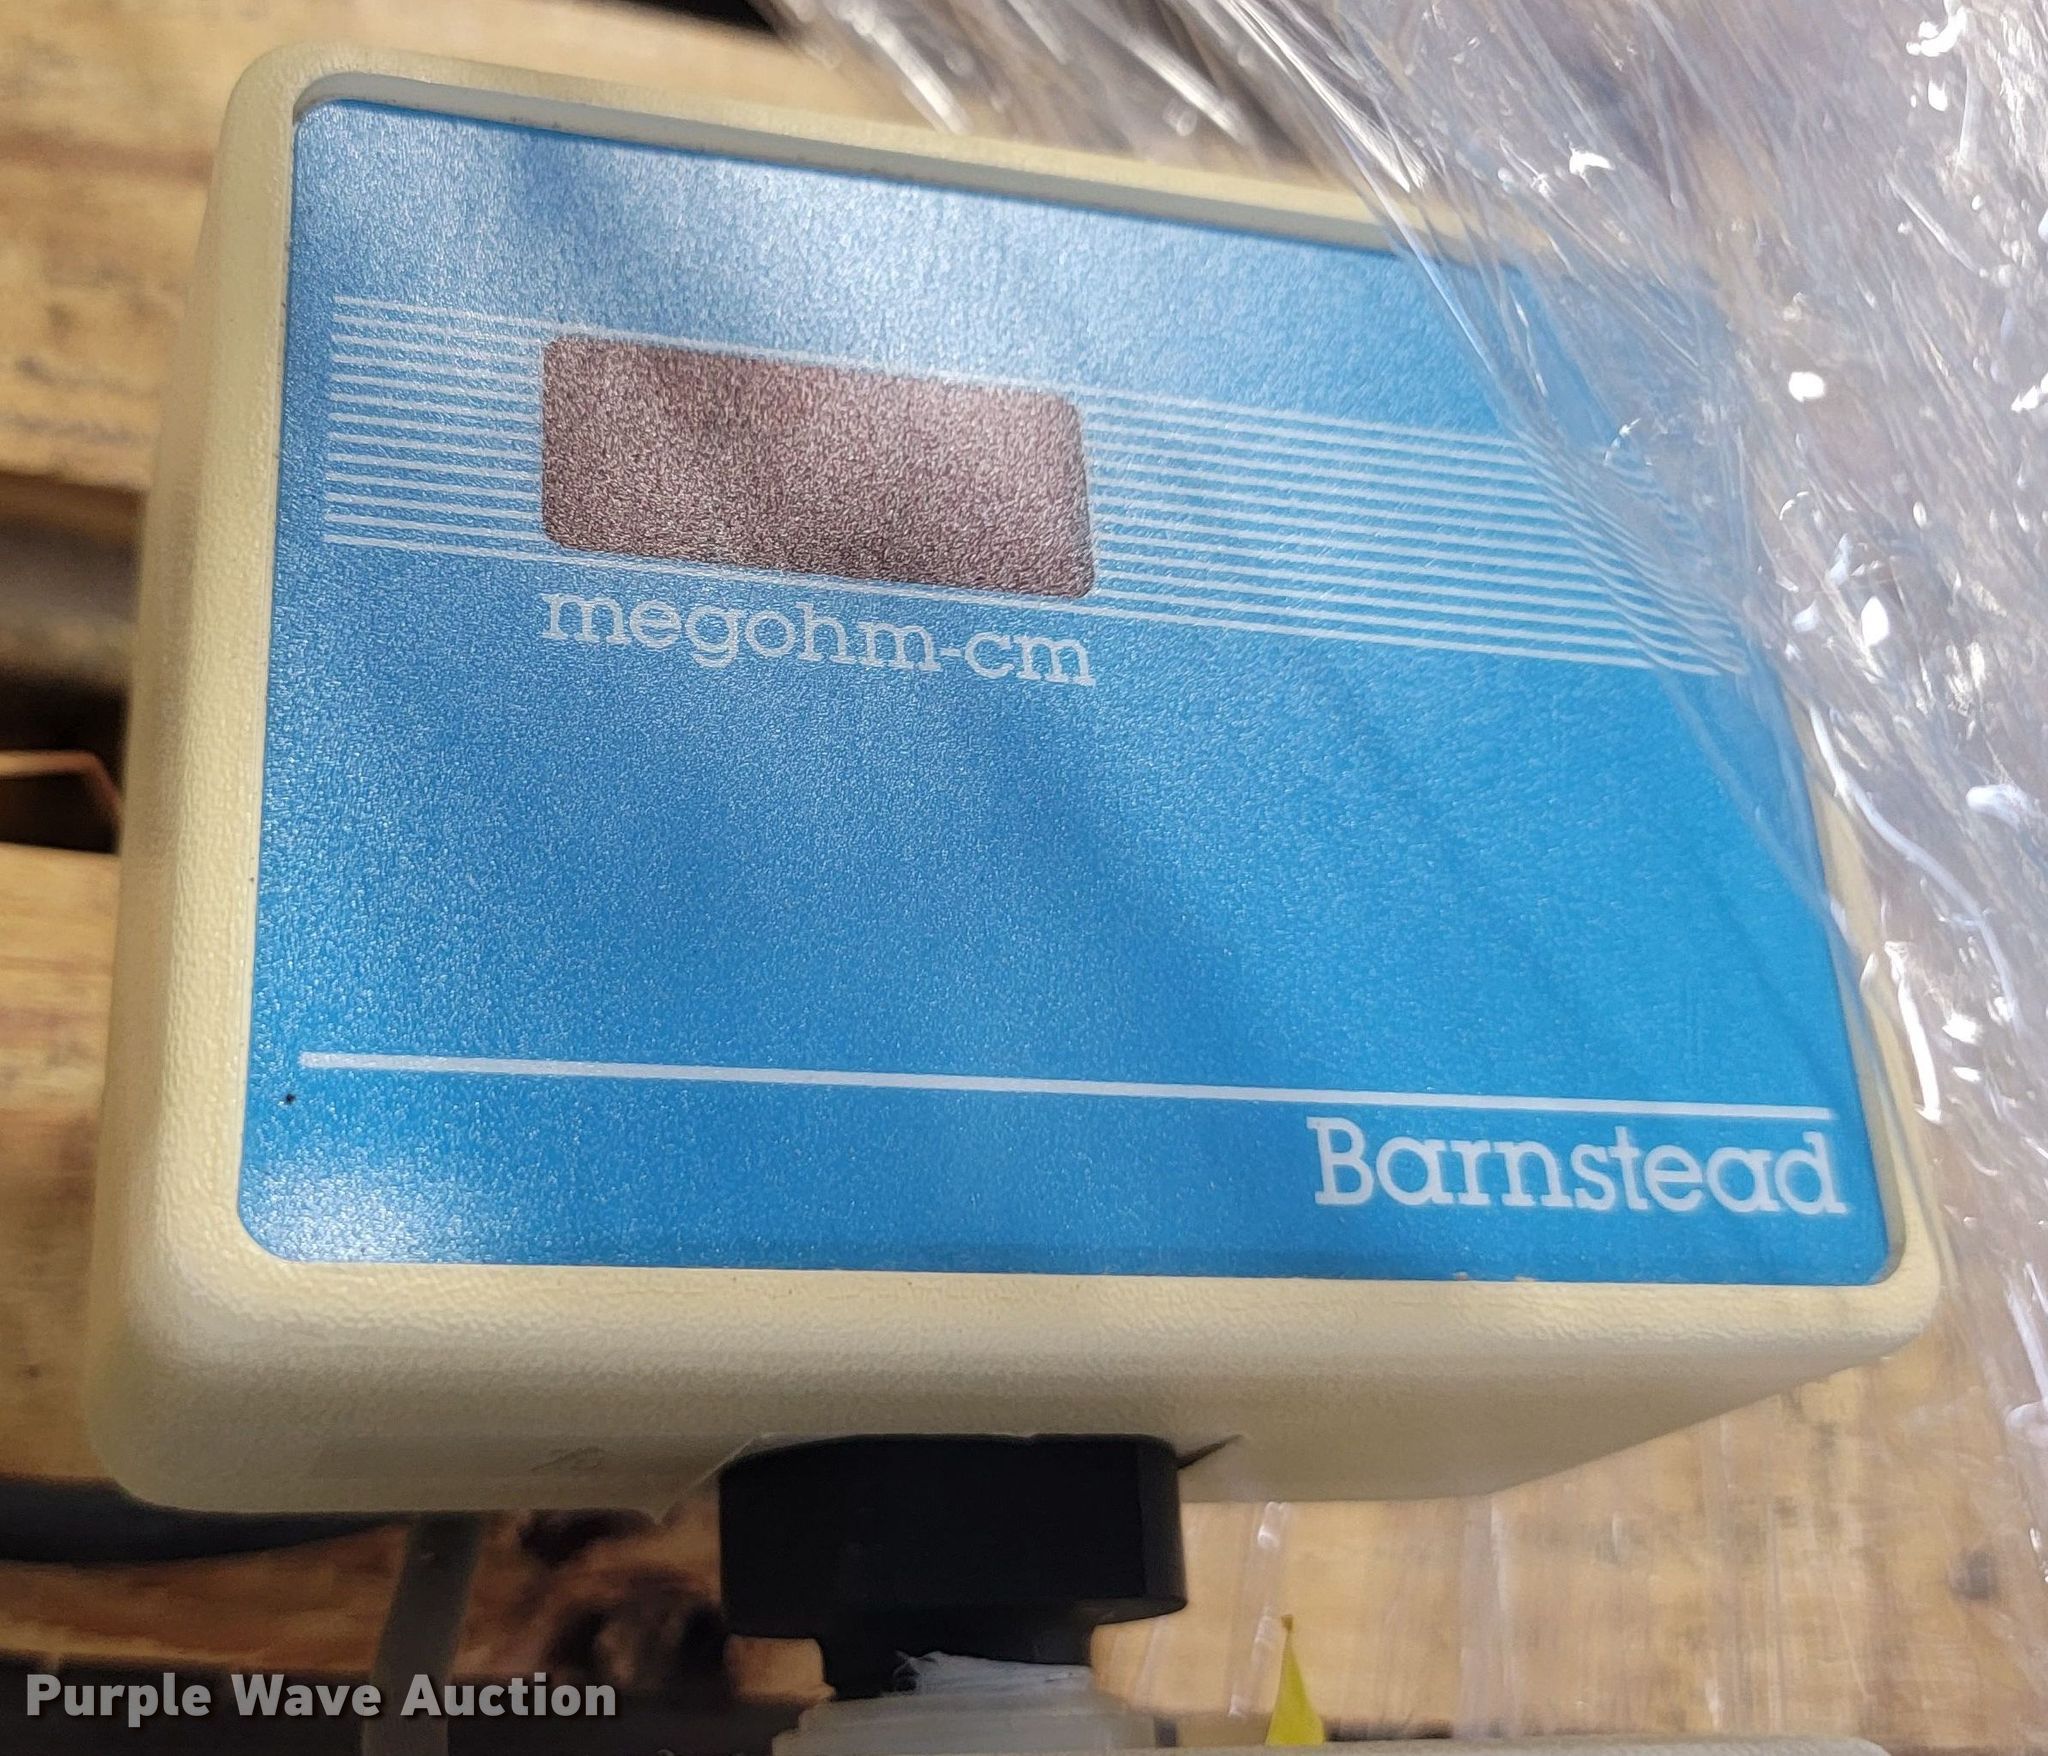 megohm-cm
Barnstead
Purple Wave Auction